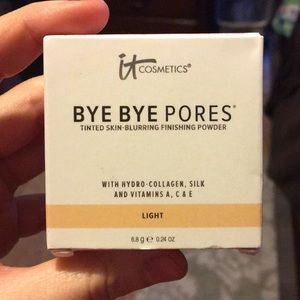 it
COSMETICS®
BYE BYE PORES®
TINTED SKIN-BLURRING FINISHING POWDER
WITH HYDRO-COLLAGEN, SILK
AND VITAMINS A, C & E
LIGHT
6.8 g ℮ 0.24 OZ